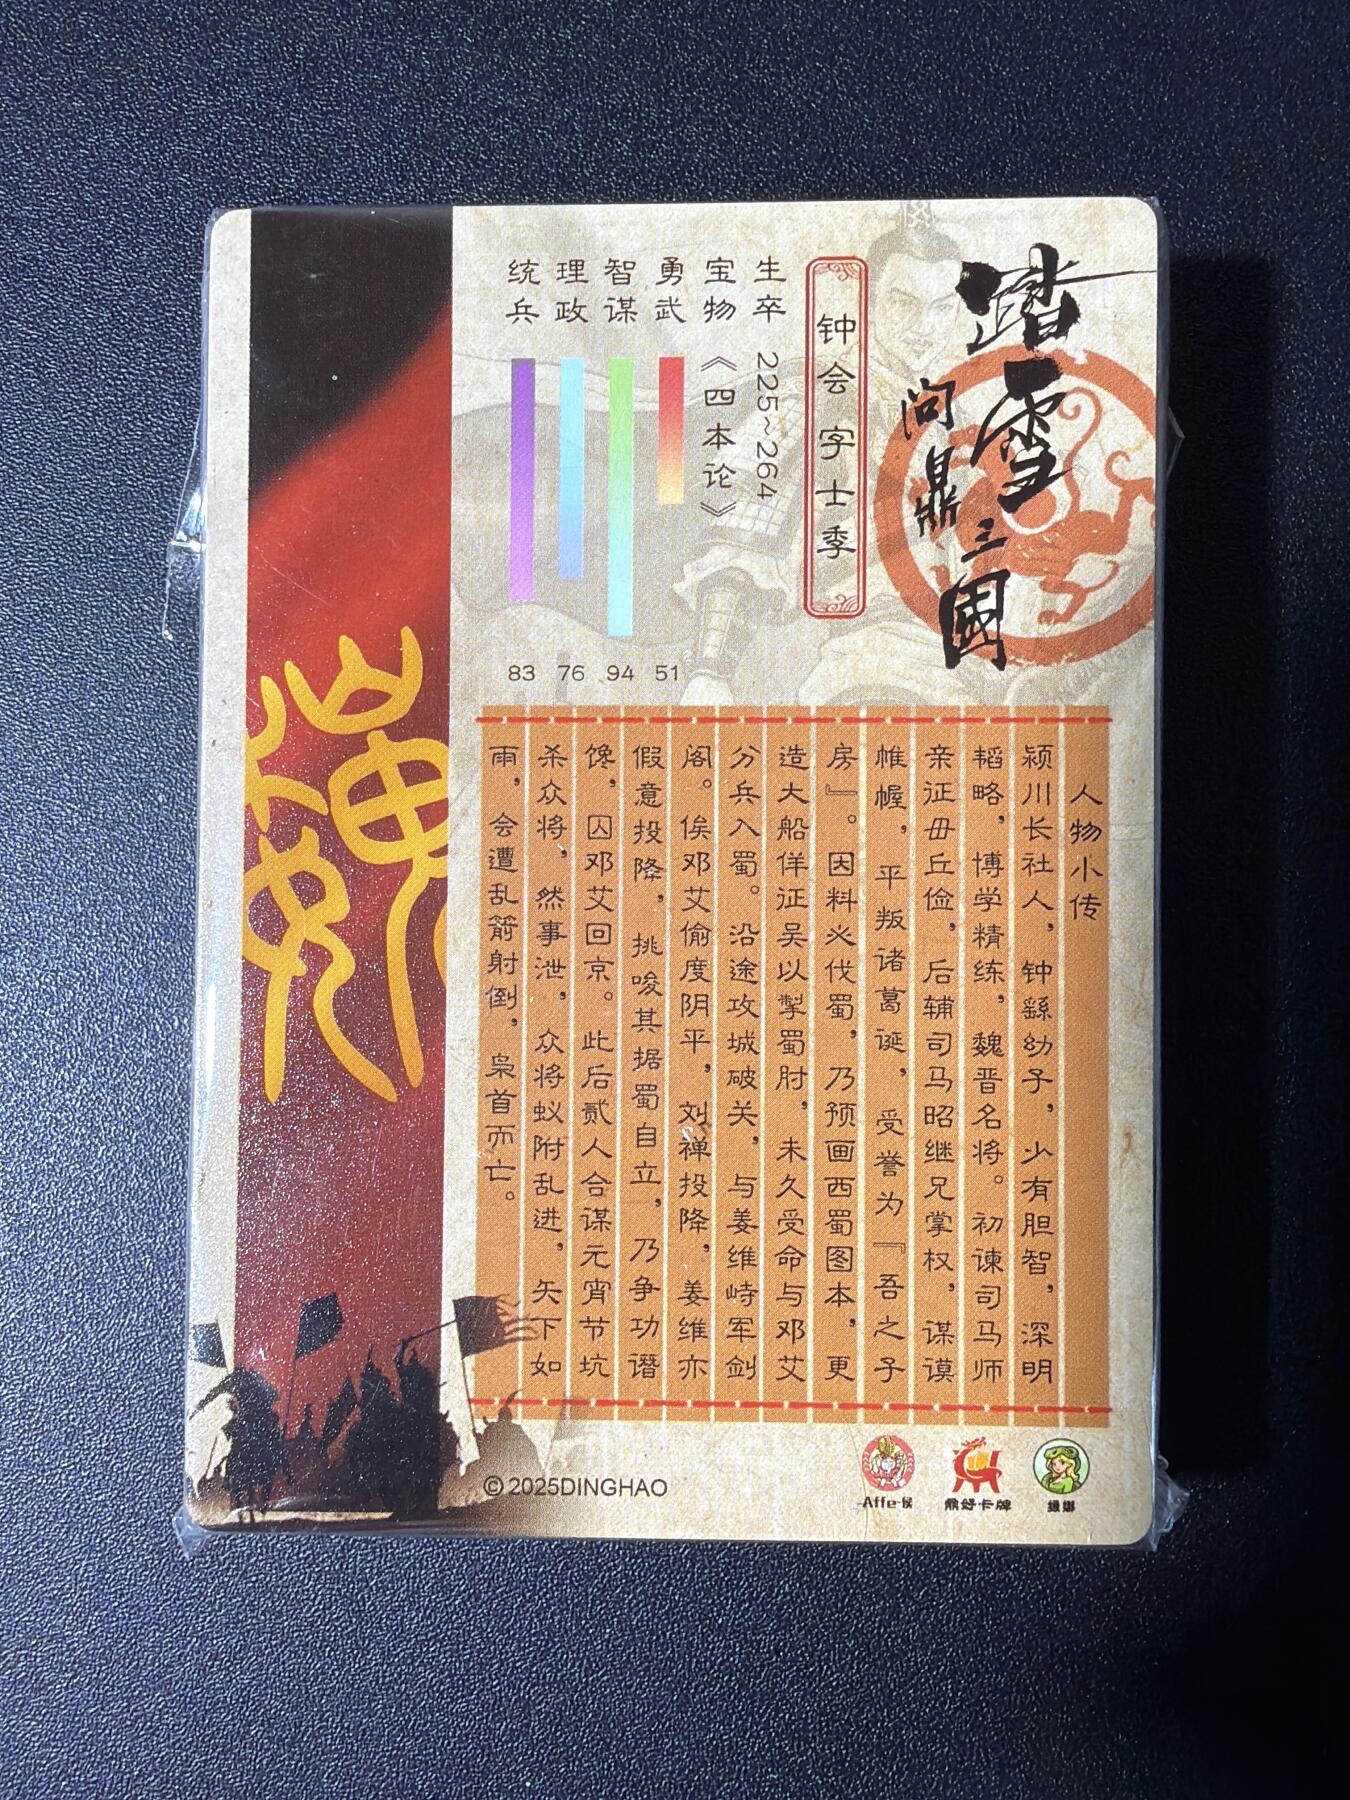 踏雪
问鼎三國
钟会 字士季
生卒 225~264
宝物 《四本论》
勇武 51
智谋 94
理政 76
统兵 83
人物小传
颍川长社人，钟繇幼子，少有胆智，深明
韬略，博学精练，魏晋名将。初谏司马师
亲征毌丘俭，后辅司马昭继兄掌权，谋谟
帷幄，平叛诸葛诞，受誉为『吾之子
房』。因料必伐蜀，乃预画西蜀图本，更
造大船佯征吴以掣蜀肘，未久受命与邓艾
分兵入蜀。沿途攻城破关，与姜维峙军剑
阁。俟邓艾偷度阴平，刘禅投降，姜维亦
假意投降，挑唆其据蜀自立，乃争功谮
馋，囚邓艾回京。此后贰人合谋元宵节坑
杀众将，然事泄，众将蚁附乱进，矢下如
雨，会遭乱箭射倒，枭首而亡。
魏
©2025DINGHAO
Affe·侯
鼎好卡牌